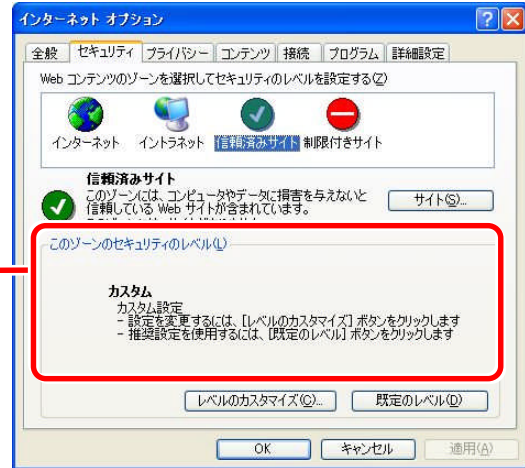 インターネット オプション
全般 セキュリティ プライバシー コンテンツ 接続 プログラム 詳細設定
Web コンテンツのゾーンを選択してセキュリティのレベルを設定する(Z)
インターネット イントラネット 信頼済みサイト 制限付きサイト
信頼済みサイト
このゾーンには、コンピュータやデータに損害を与えないと
信頼している Web サイトが含まれています。
サイト(S)...
このゾーンのセキュリティのレベル(L)
カスタム
カスタム設定
- 設定を変更するには、[レベルのカスタマイズ] ボタンをクリックします
- 推奨設定を使用するには、[既定のレベル] ボタンをクリックします
レベルのカスタマイズ(C)... 既定のレベル(D)
OK キャンセル 適用(A)